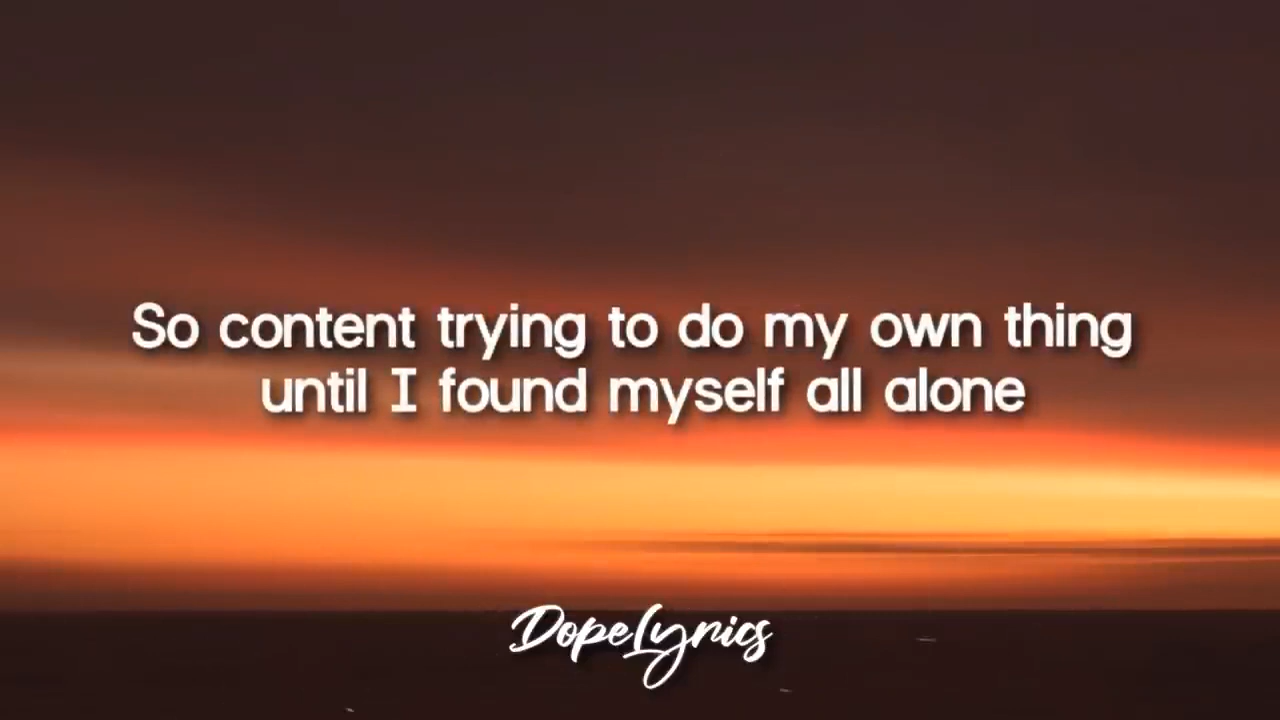 So content trying to do my own thing
until I found myself all alone
DopeLyrics